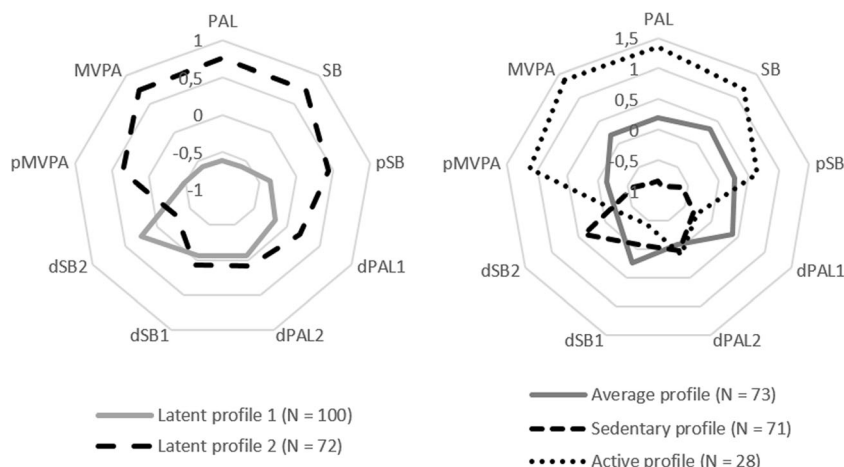 PAL
1
MVPA
SB
0,5
0
pMVPA
-0,5
pSB
-1
dSB2
dPAL1
dSB1
dPAL2
Latent profile 1 (N = 100)
Latent profile 2 (N = 72)
PAL
1,5
MVPA
1
SB
0,5
0
pMVPA
-0,5
pSB
-1
dSB2
dPAL1
dSB1
dPAL2
Average profile (N = 73)
Sedentary profile (N = 71)
Active profile (N = 28)